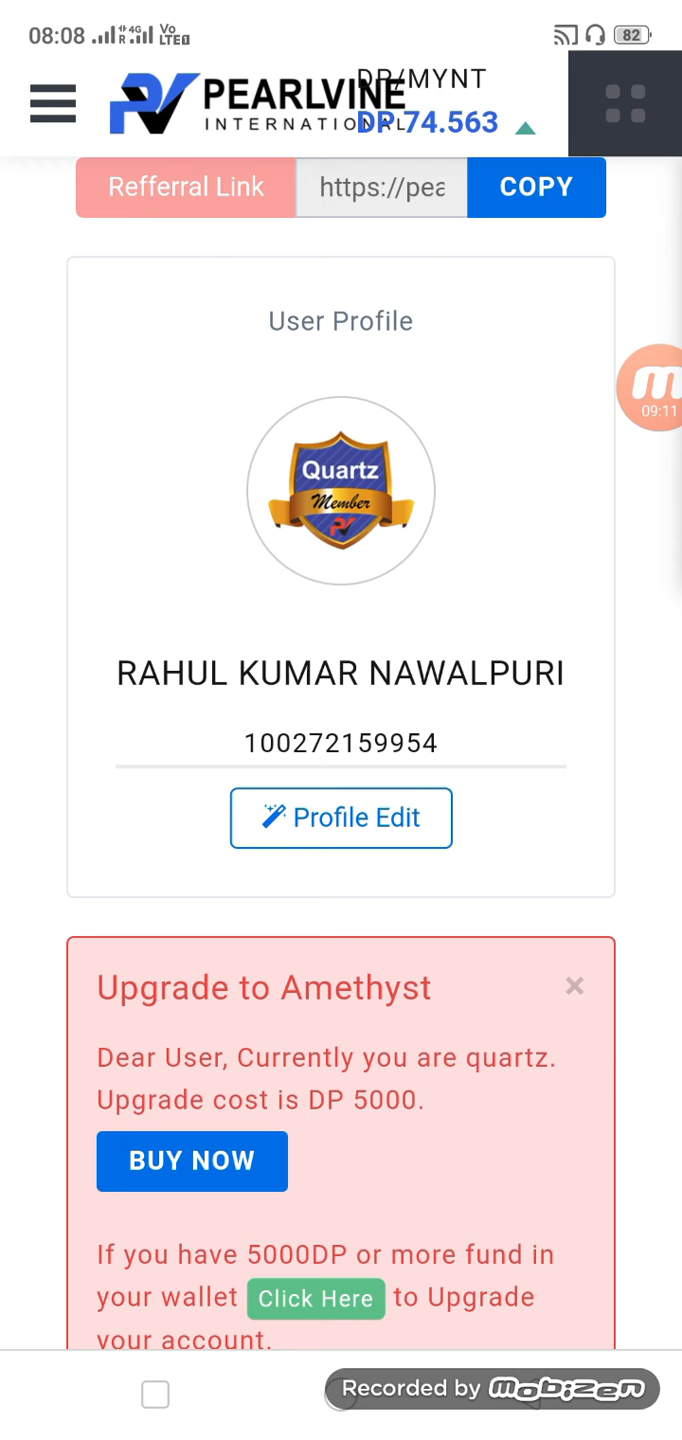 08:08 4G R Vo LTE 82
PEARLVINE
INTERNATIONAL
DP/MYNT
DP 74.563
Refferral Link https://pea COPY
User Profile
09:11
Quartz
Member
RAHUL KUMAR NAWALPURI
100272159954
Profile Edit
Upgrade to Amethyst ×
Dear User, Currently you are quartz.
Upgrade cost is DP 5000.
BUY NOW
If you have 5000DP or more fund in
your wallet Click Here to Upgrade
your account.
Recorded by mobizen